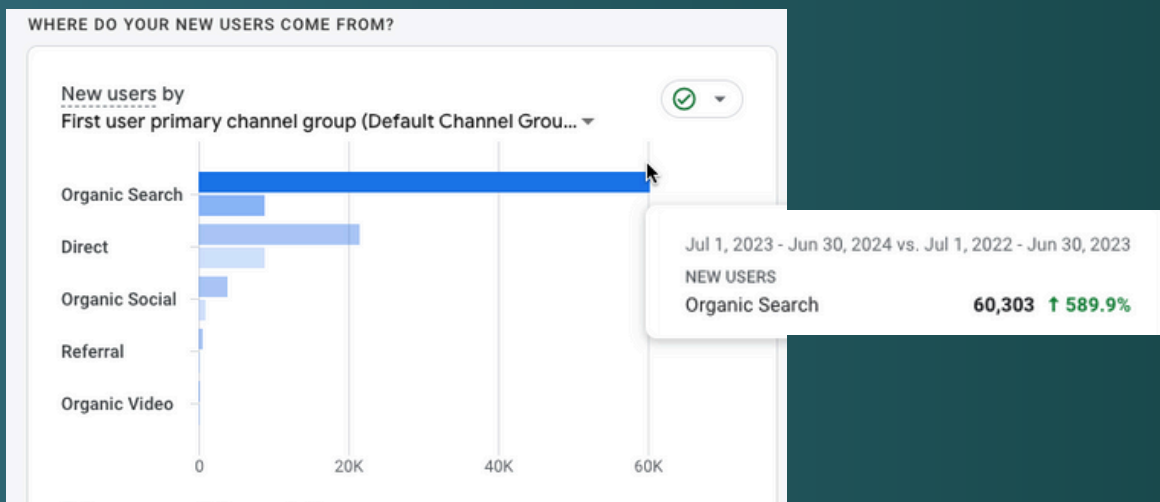 WHERE DO YOUR NEW USERS COME FROM?
New users by
First user primary channel group (Default Channel Grou...
Organic Search
Direct
Organic Social
Referral
Organic Video
0 20K 40K 60K
Jul 1, 2023 - Jun 30, 2024 vs. Jul 1, 2022 - Jun 30, 2023
NEW USERS
Organic Search 60,303 ↑ 589.9%